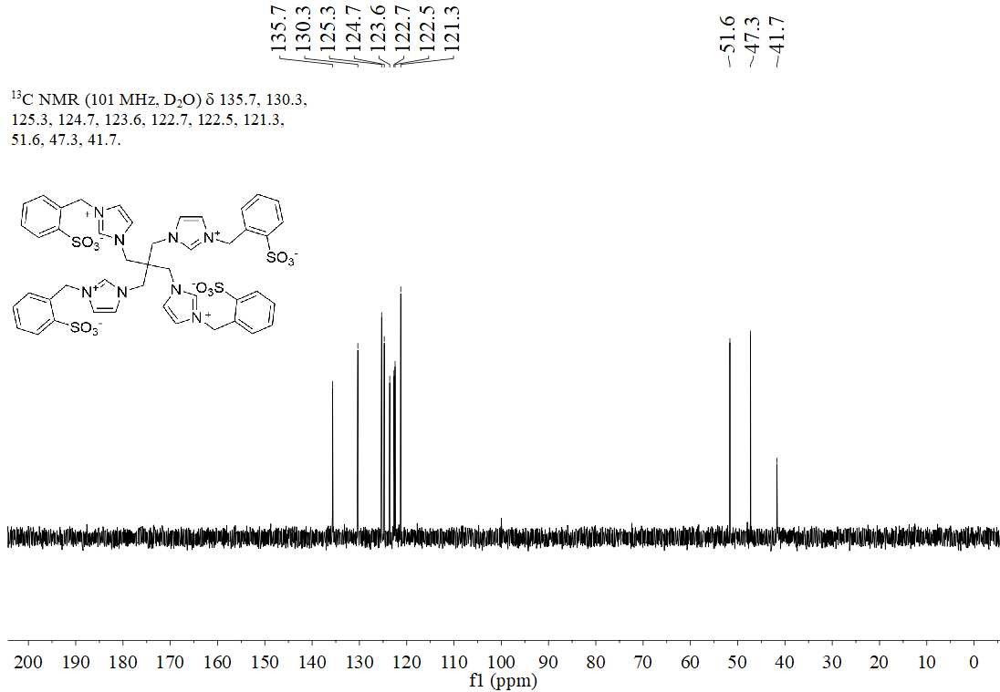 135.7
130.3
125.3
124.7
123.6
122.7
122.5
121.3
51.6
47.3
41.7
¹³C NMR (101 MHz, D₂O) δ 135.7, 130.3,
125.3, 124.7, 123.6, 122.7, 122.5, 121.3,
51.6, 47.3, 41.7.
N
+
N
SO₃⁻
N
N
+
SO₃⁻
N
+
N
SO₃⁻
⁻O₃S
N
N
+
200 190 180 170 160 150 140 130 120 110 100 90 80 70 60 50 40 30 20 10 0
f1 (ppm)